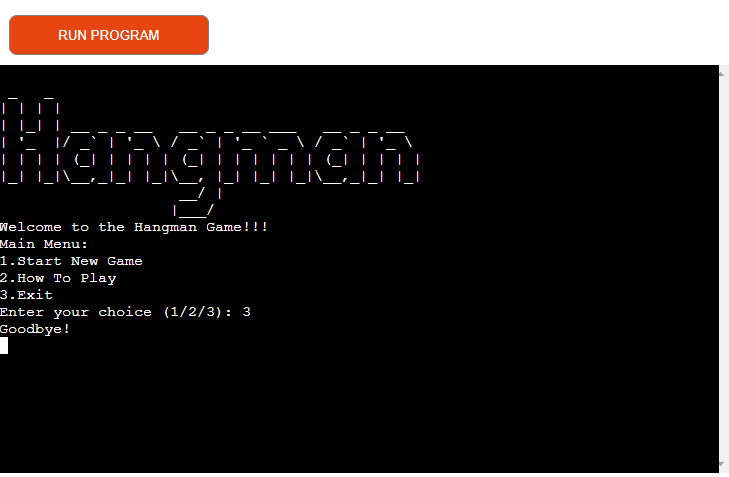 RUN PROGRAM
Hangman
Welcome to the Hangman Game!!!
Main Menu:
1.Start New Game
2.How To Play
3.Exit
Enter your choice (1/2/3): 3
Goodbye!